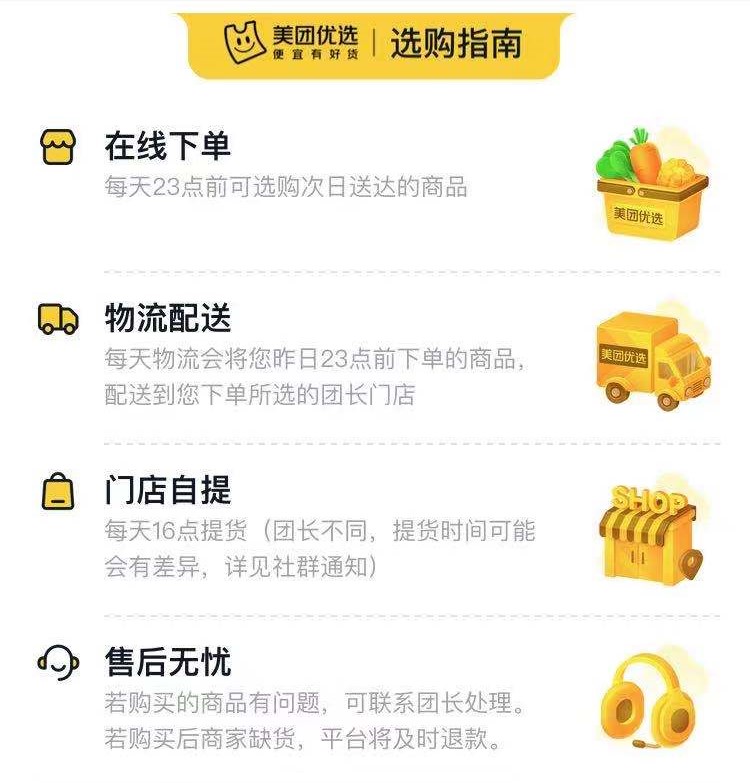 美团优选
便宜有好货
选购指南
在线下单
每天23点前可选购次日送达的商品
美团优选
物流配送
每天物流会将您昨日23点前下单的商品，
配送到您下单所选的团长门店
美团优选
门店自提
每天16点提货（团长不同，提货时间可能
会有差异，详见社群通知）
SHOP
售后无忧
若购买的商品有问题，可联系团长处理。
若购买后商家缺货，平台将及时退款。